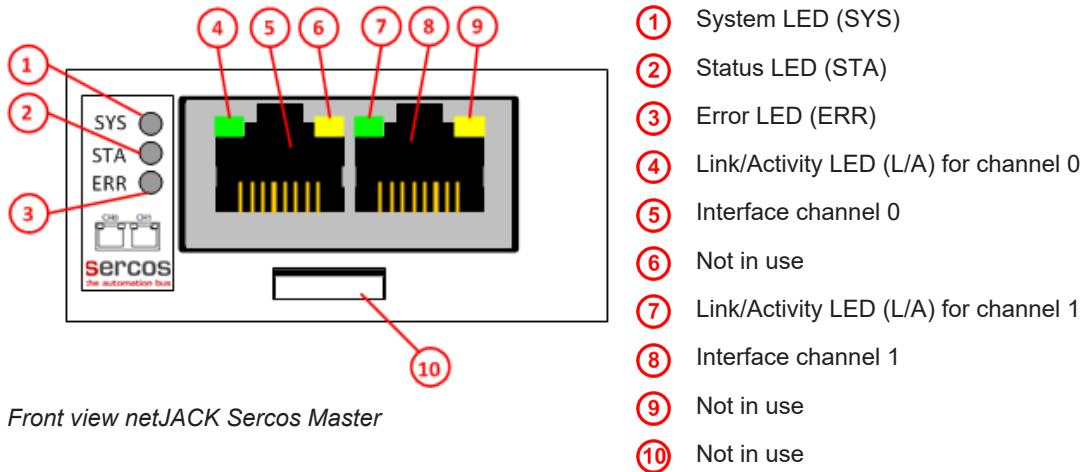 4 5 6 7 8 9
1
2
3
10
SYS
STA
ERR
CH0 CH1
sercos
the automation bus
Front view netJACK Sercos Master
1 System LED (SYS)
2 Status LED (STA)
3 Error LED (ERR)
4 Link/Activity LED (L/A) for channel 0
5 Interface channel 0
6 Not in use
7 Link/Activity LED (L/A) for channel 1
8 Interface channel 1
9 Not in use
10 Not in use